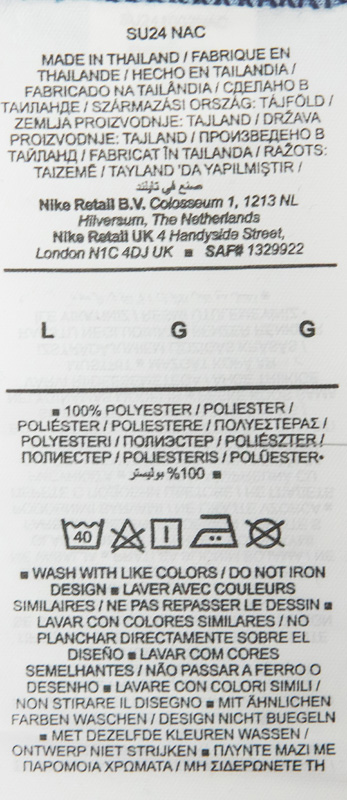 SU24 NAC
MADE IN THAILAND / FABRIQUE EN
THAILANDE / HECHO EN TAILANDIA /
FABRICADO NA TAILÂNDIA / СДЕЛАНО В
ТАИЛАНДЕ / SZÁRMAZÁSI ORSZÁG: TÁJFÖLD /
ZEMLJA PROIZVODNJE: TAJLAND / DRŽAVA
PROIZVODNJE: TAJLAND / ПРОИЗВЕДЕНО В
ТАЙЛАНД / FABRICAT ÎN TAILANDA / RAŽOTS:
TAIZEMĒ / TAYLAND 'DA YAPILMIŞTIR /
صنع في تايلند
Nike Retail B.V. Colosseum 1, 1213 NL
Hilversum, The Netherlands
Nike Retail UK 4 Handyside Street,
London N1C 4DJ UK ■ SAF# 1329922
L G G
■ 100% POLYESTER / POLIESTER /
POLIÉSTER / POLIESTERE / ΠΟΛΥΕΣΤΕΡΑΣ /
POLYESTERI / ПОЛИЭСТЕР / POLIÉSZTER /
ПОЛИЕСТЕР / POLIESTERIS / POLÜESTER•
■ 100% بوليستر
40
■ WASH WITH LIKE COLORS / DO NOT IRON
DESIGN ■ LAVER AVEC COULEURS
SIMILAIRES / NE PAS REPASSER LE DESSIN ■
LAVAR CON COLORES SIMILARES / NO
PLANCHAR DIRECTAMENTE SOBRE EL
DISEÑO ■ LAVAR COM CORES
SEMELHANTES / NÃO PASSAR A FERRO O
DESENHO ■ LAVARE CON COLORI SIMILI /
NON STIRARE IL DISEGNO ■ MIT ÄHNLICHEN
FARBEN WASCHEN / DESIGN NICHT BUEGELN
■ MET DEZELFDE KLEUREN WASSEN /
ONTWERP NIET STRIJKEN ■ ΠΛΥΝΤΕ ΜΑΖΙ ΜΕ
ΠΑΡΟΜΟΙΑ ΧΡΩΜΑΤΑ / ΜΗ ΣΙΔΕΡΩΝΕΤΕ ΤΗ